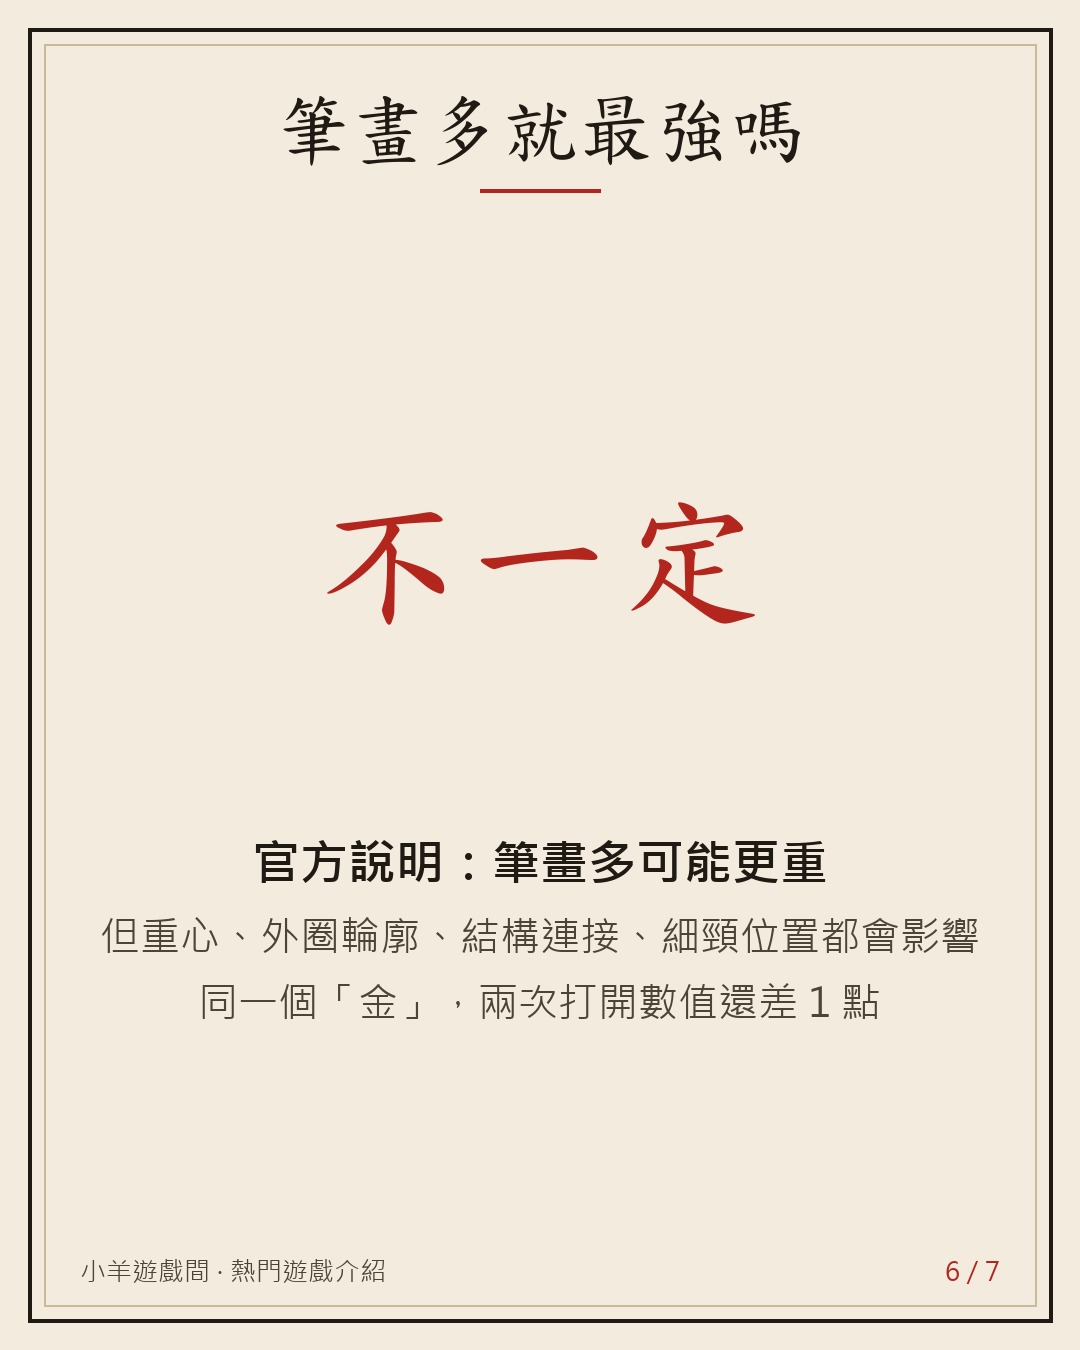 筆畫多就最強嗎
不一定
官方說明：筆畫多可能更重
但重心、外圈輪廓、結構連接、細頸位置都會影響
同一個「金」，兩次打開數值還差 1 點
小羊遊戲間 · 熱門遊戲介紹
6 / 7